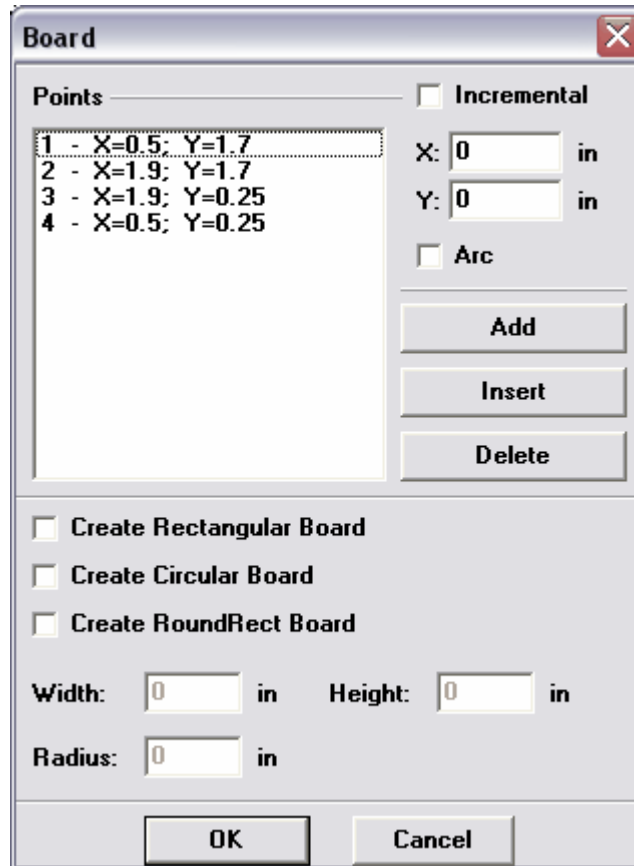 Board
Points
Incremental
1 - X=0.5; Y=1.7
2 - X=1.9; Y=1.7
3 - X=1.9; Y=0.25
4 - X=0.5; Y=0.25
X: 0 in
Y: 0 in
Arc
Add
Insert
Delete
Create Rectangular Board
Create Circular Board
Create RoundRect Board
Width: 0 in Height: 0 in
Radius: 0 in
OK Cancel